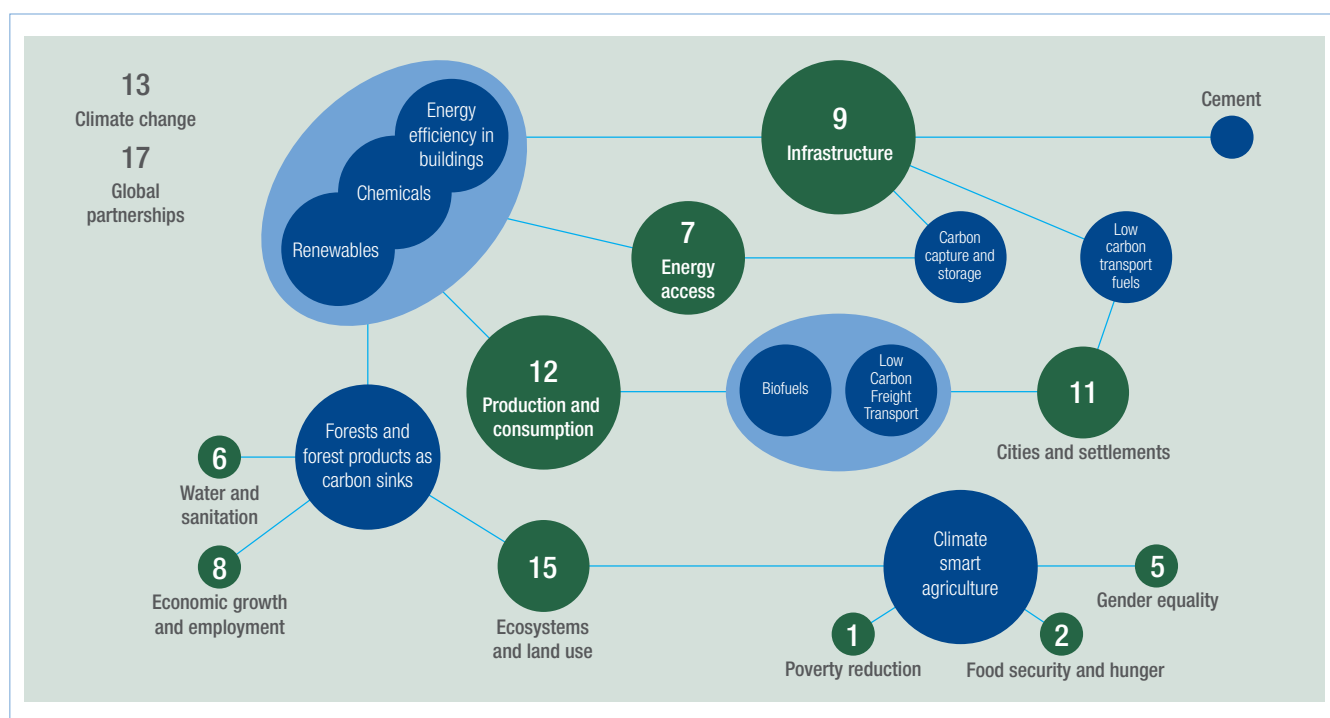 13
Climate change
17
Global
partnerships
Energy
efficiency in
buildings
Chemicals
Renewables
9
Infrastructure
Cement
7
Energy
access
Carbon
capture and
storage
Low
carbon
transport
fuels
12
Production and
consumption
Biofuels
Low
Carbon
Freight
Transport
11
Cities and settlements
Forests and
forest products as
carbon sinks
6
Water and
sanitation
8
Economic growth
and employment
15
Ecosystems
and land use
Climate
smart
agriculture
5
Gender equality
1
Poverty reduction
2
Food security and hunger